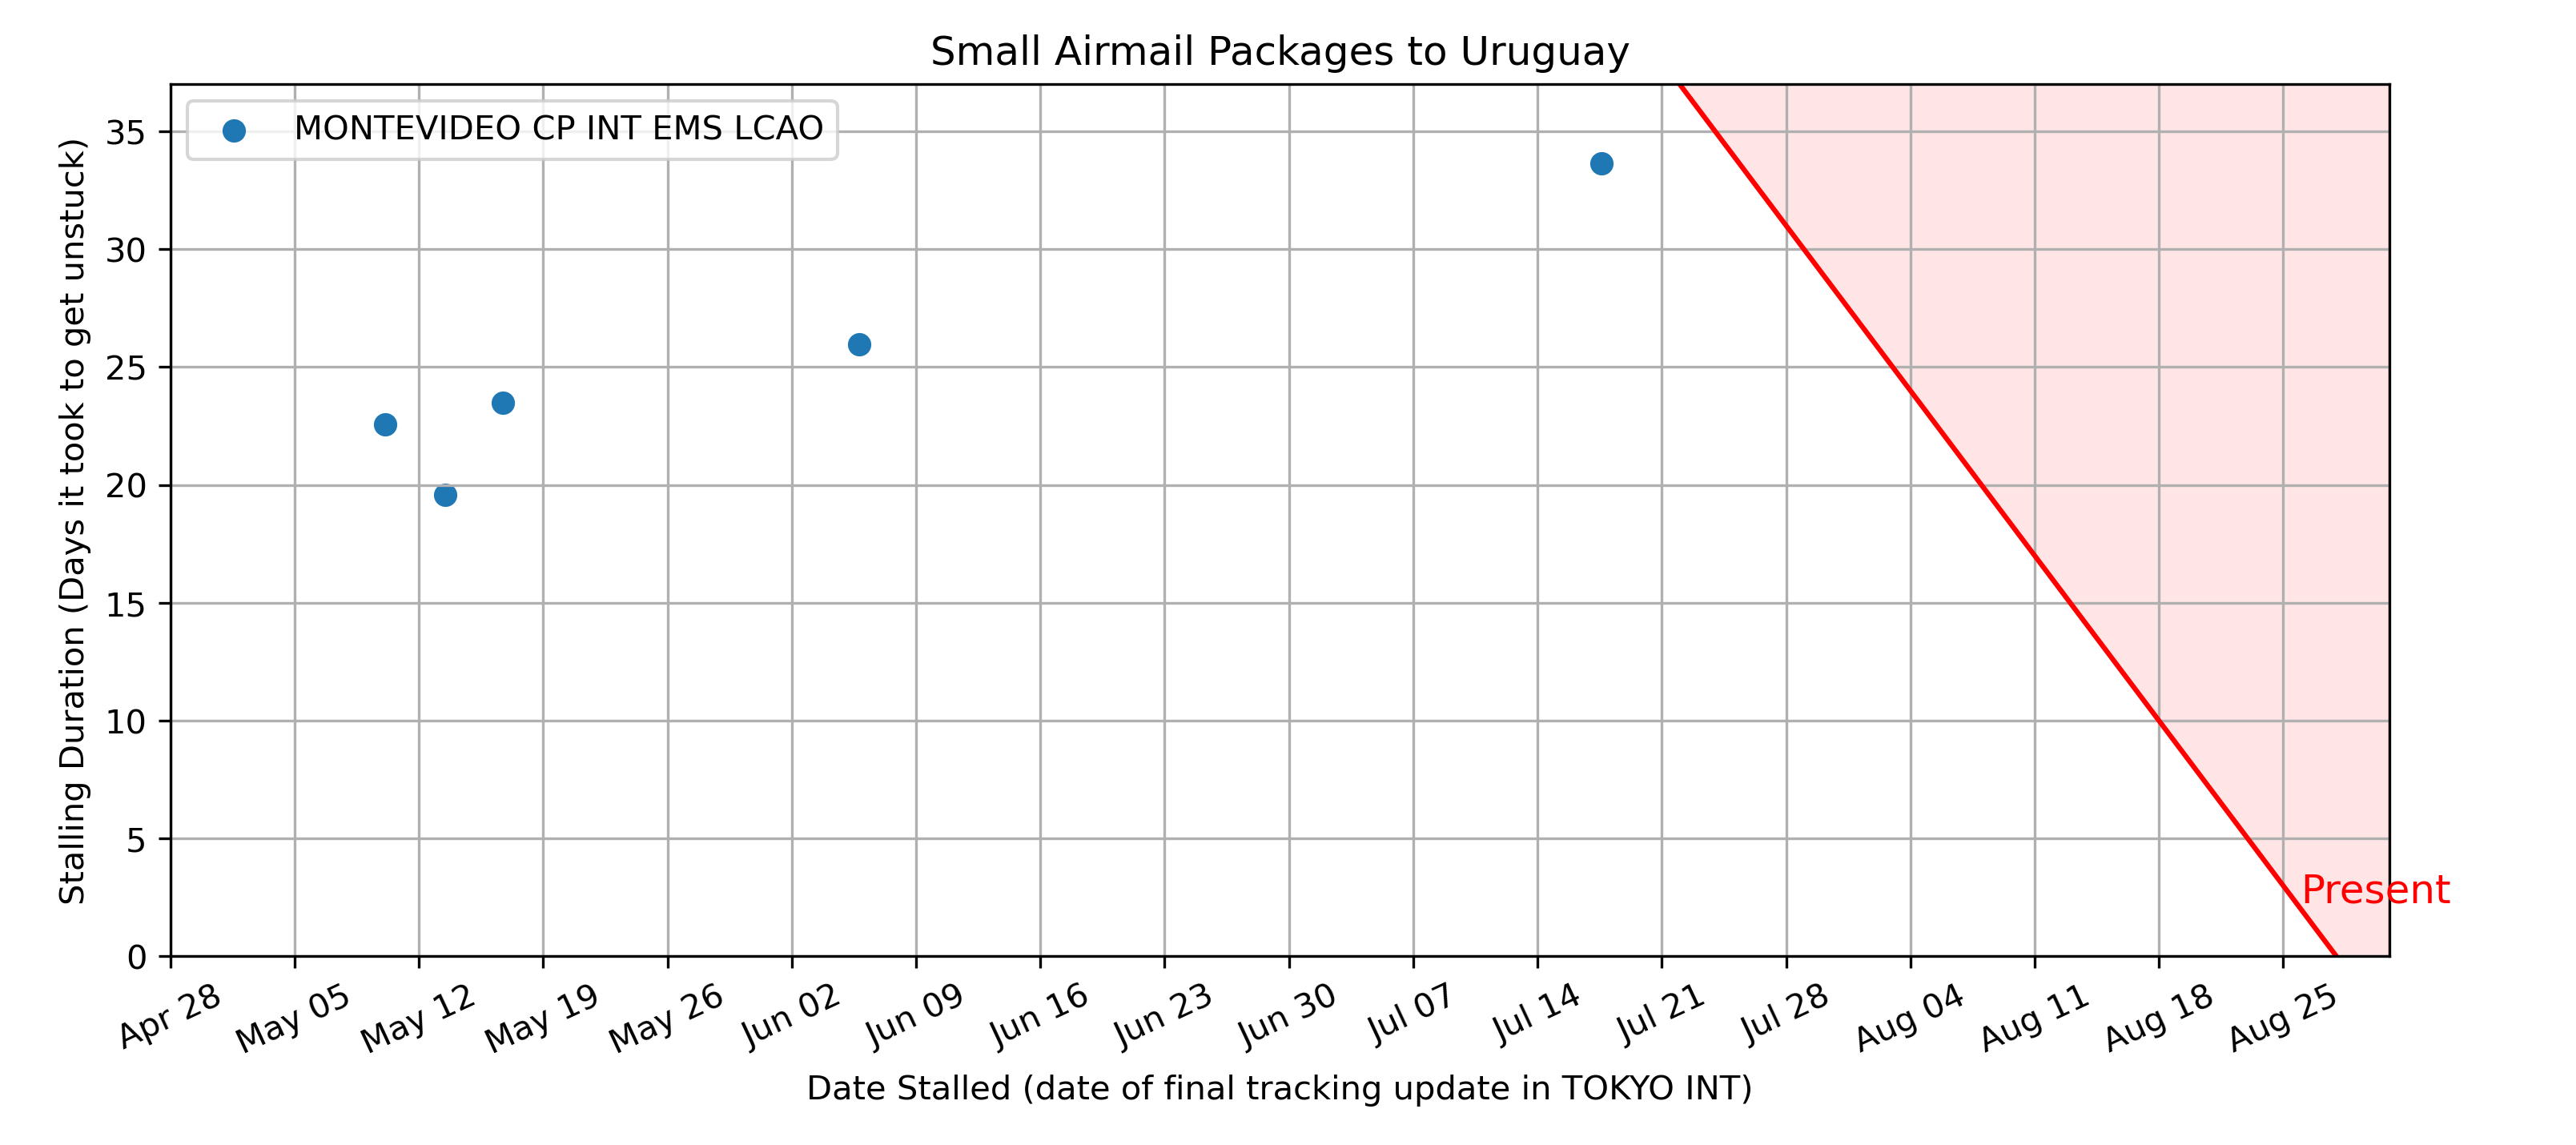 Small Airmail Packages to Uruguay
MONTEVIDEO CP INT EMS LCAO
Stalling Duration (Days it took to get unstuck)
35
30
25
20
15
10
5
0
Present
Apr 28
May 05
May 12
May 19
May 26
Jun 02
Jun 09
Jun 16
Jun 23
Jun 30
Jul 07
Jul 14
Jul 21
Jul 28
Aug 04
Aug 11
Aug 18
Aug 25
Date Stalled (date of final tracking update in TOKYO INT)